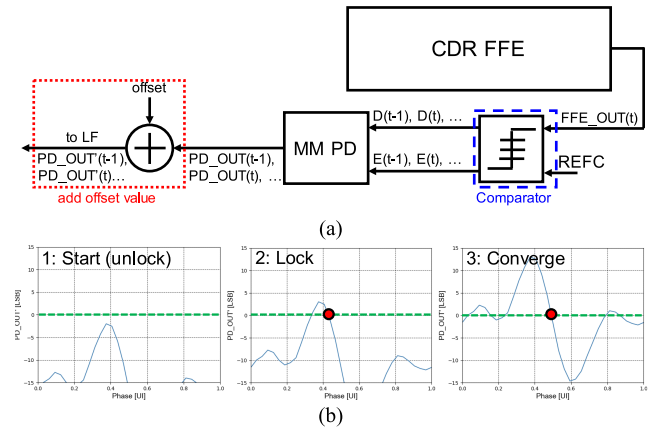 (a)
CDR FFE
offset
to LF
PD_OUT'(t-1),
PD_OUT'(t)...
add offset value
PD_OUT(t-1),
PD_OUT(t), ...
MM PD
D(t-1), D(t), ...
E(t-1), E(t), ...
FFE_OUT(t)
REFC
Comparator
(a)
1: Start (unlock)
PD_OUT' [LSB]
15
10
5
0
−5
−10
−15
0.0 0.2 0.4 0.6 0.8 1.0
Phase [UI]
2: Lock
PD_OUT' [LSB]
15
10
5
0
−5
−10
−15
0.0 0.2 0.4 0.6 0.8 1.0
Phase [UI]
3: Converge
PD_OUT' [LSB]
15
10
5
0
−5
−10
−15
0.0 0.2 0.4 0.6 0.8 1.0
Phase [UI]
(b)